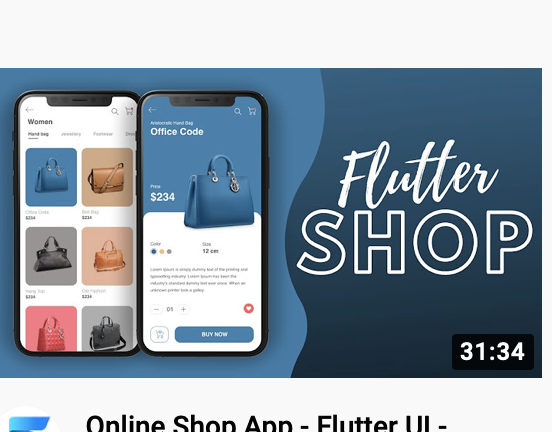 Women
Hand bag Jewellery Footwear
Office Code
$234
Belt Bag
$234
Hang Top
$234
Old Fashion
$234
Aristocratic Hand Bag
Office Code
Price
$234
Color
Size
12 cm
Lorem Ipsum is simply dummy text of the printing and
typesetting industry. Lorem Ipsum has been the
industry's standard dummy text ever since. When an
unknown printer took a galley.
01
BUY NOW
Flutter
SHOP
31:34
Online Shop App - Flutter UI -